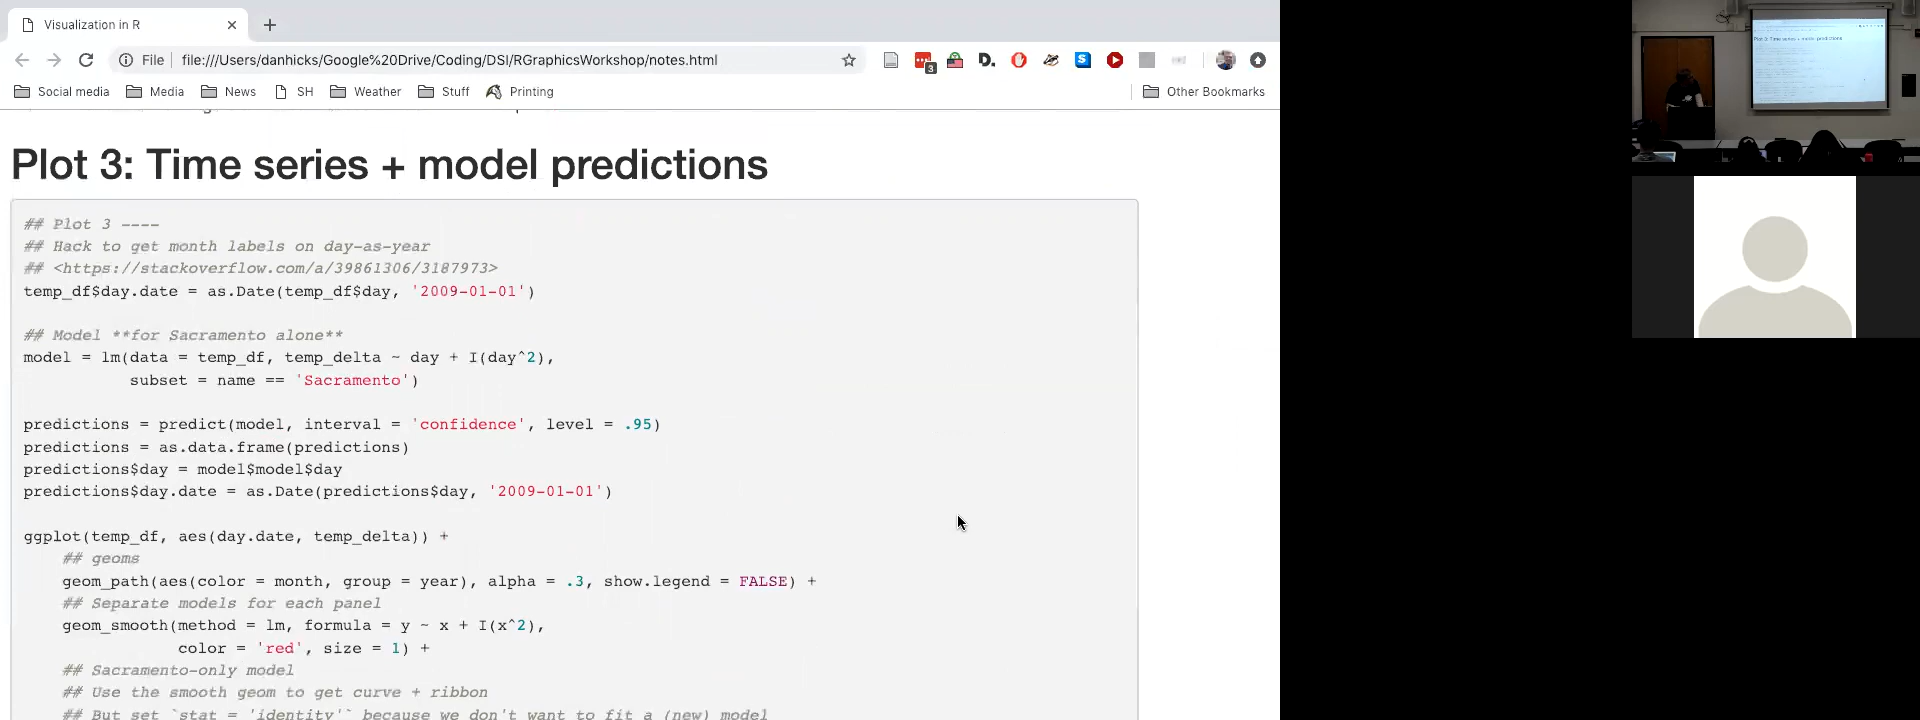 Visualization in R
File file:///Users/danhicks/Google%20Drive/Coding/DSI/RGraphicsWorkshop/notes.html
3
D.
S
Social media Media News SH Weather Stuff Printing Other Bookmarks
Plot 3: Time series + model predictions
## Plot 3 ----
## Hack to get month labels on day-as-year
## <https://stackoverflow.com/a/39861306/3187973>
temp_df$day.date = as.Date(temp_df$day, '2009-01-01')
## Model **for Sacramento alone**
model = lm(data = temp_df, temp_delta ~ day + I(day^2),
subset = name == 'Sacramento')
predictions = predict(model, interval = 'confidence', level = .95)
predictions = as.data.frame(predictions)
predictions$day = model$model$day
predictions$day.date = as.Date(predictions$day, '2009-01-01')
ggplot(temp_df, aes(day.date, temp_delta)) +
## geoms
geom_path(aes(color = month, group = year), alpha = .3, show.legend = FALSE) +
## Separate models for each panel
geom_smooth(method = lm, formula = y ~ x + I(x^2),
color = 'red', size = 1) +
## Sacramento-only model
## Use the smooth geom to get curve + ribbon
## But set `stat = 'identity'` because we don't want to fit a (new) model
Plot 3: Time series + model predictions